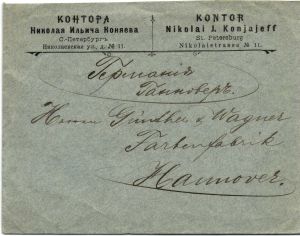 КОНТОРА
Николая Ильича Коняева
С.-Петербургъ
Николаевская ул., д. № 11.
KONTOR
Nikolai I. Konjajeff
St. Petersburg
Nikolaistrasse № 11.
Германія
Ганноверъ.
Herren Günther & Wagner
Farbenfabrik
Hannover.